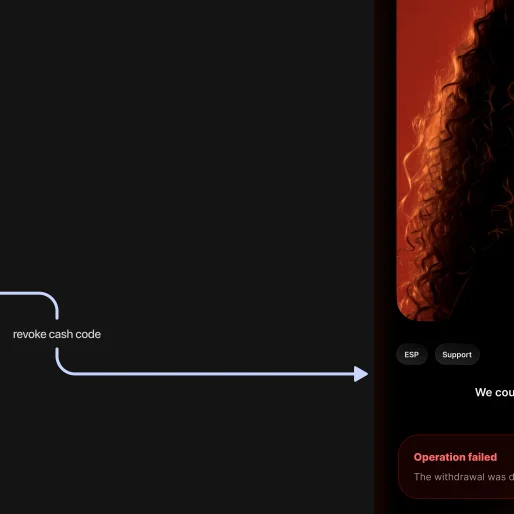 revoke cash code
ESP
Support
We cou
Operation failed
The withdrawal was d